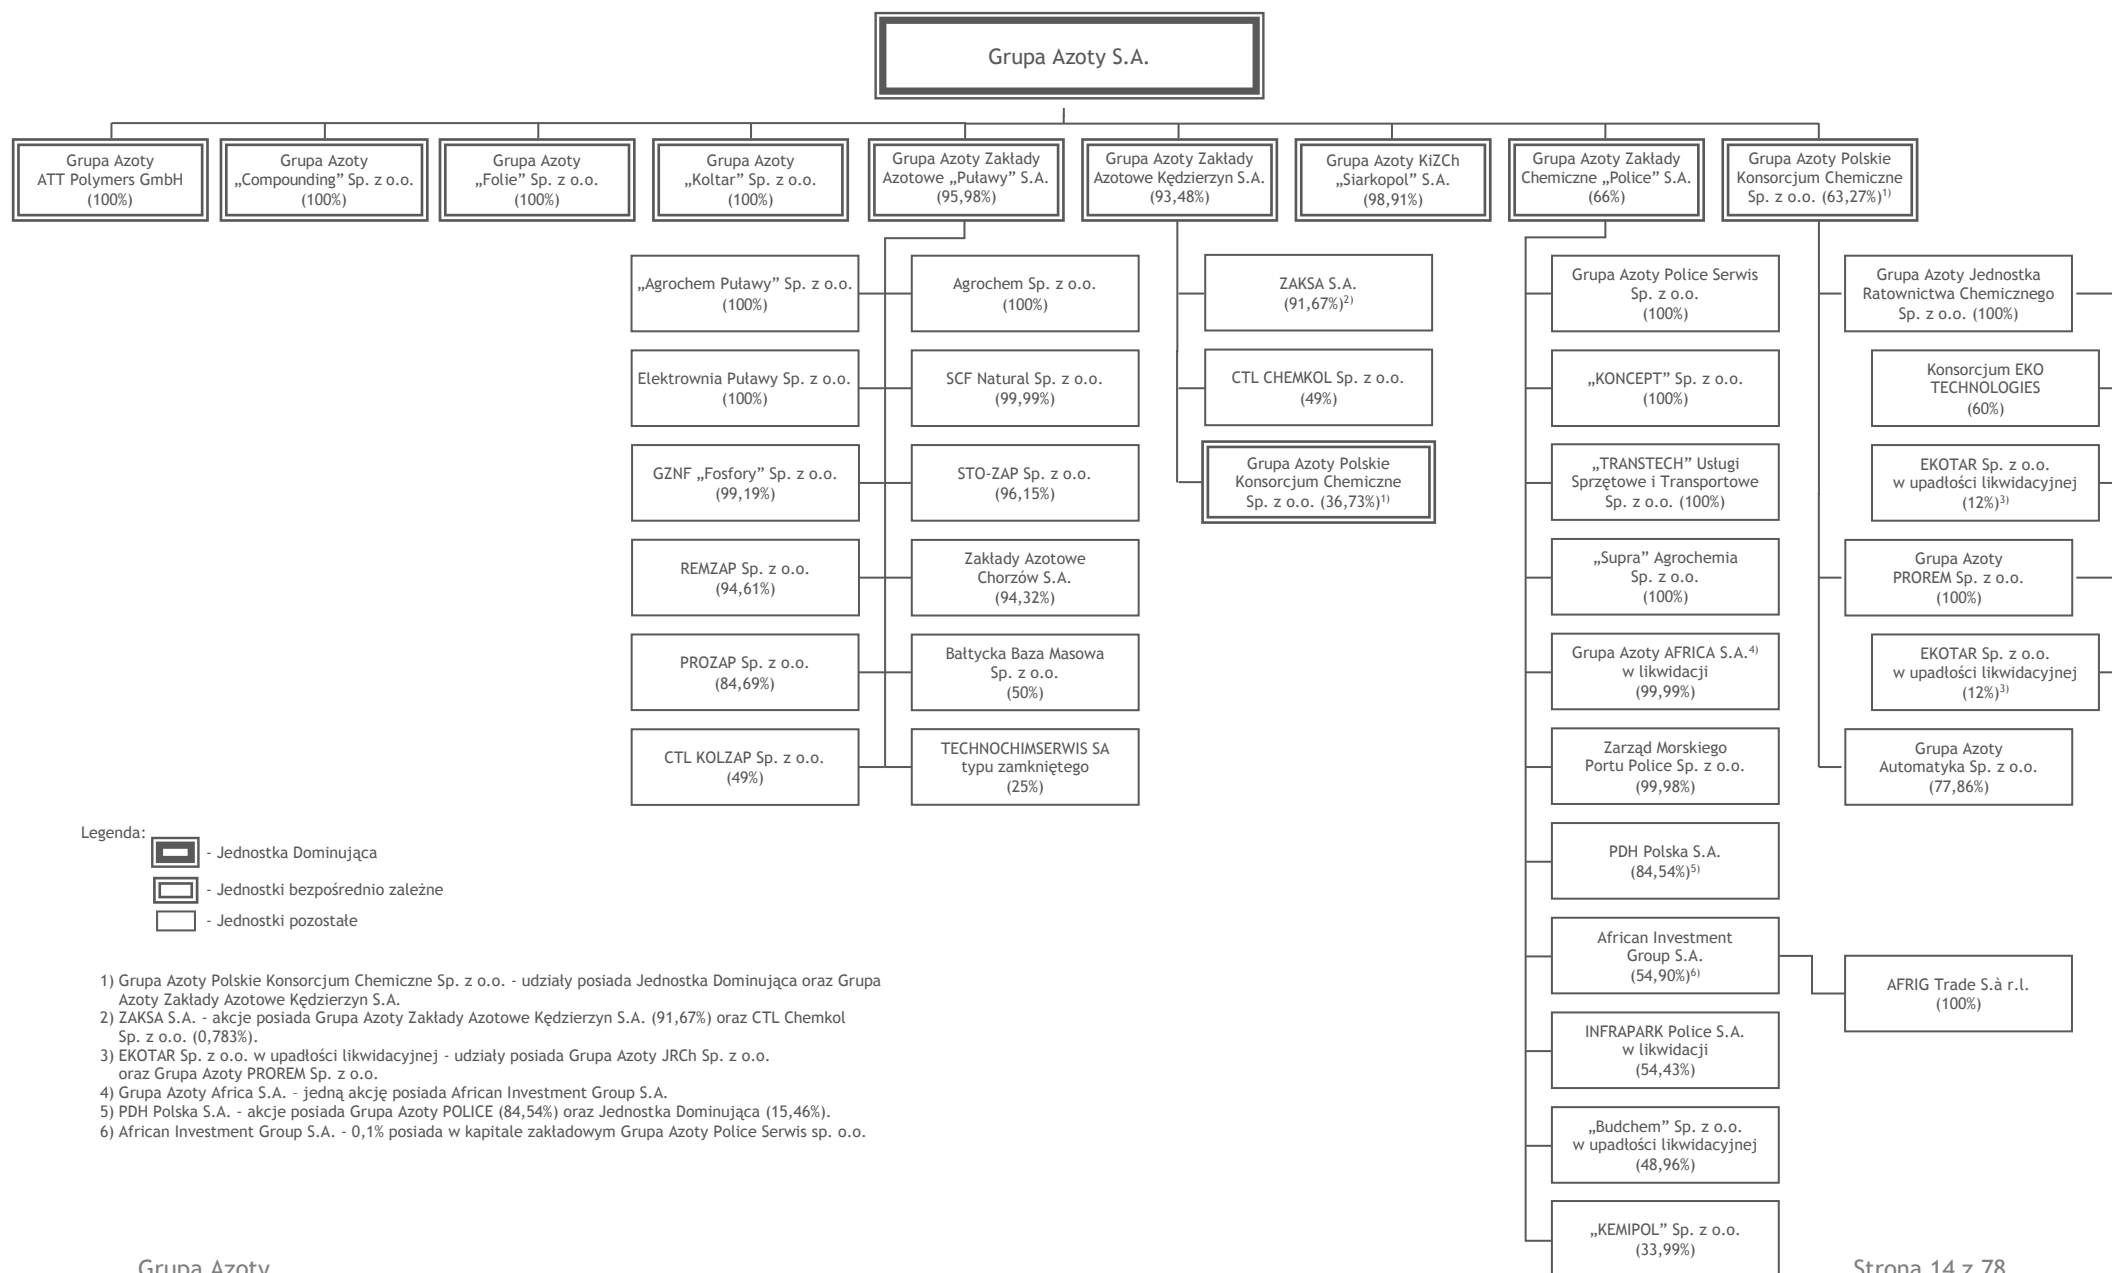 Grupa Azoty S.A.
Grupa Azoty
ATT Polymers GmbH
(100%)
Grupa Azoty
„Compounding” Sp. z o.o.
(100%)
Grupa Azoty
„Folie” Sp. z o.o.
(100%)
Grupa Azoty
„Koltar” Sp. z o.o.
(100%)
Grupa Azoty Zakłady
Azotowe „Puławy” S.A.
(95,98%)
Grupa Azoty Zakłady
Azotowe Kędzierzyn S.A.
(93,48%)
Grupa Azoty KiZCh
„Siarkopol” S.A.
(98,91%)
Grupa Azoty Zakłady
Chemiczne „Police” S.A.
(66%)
Grupa Azoty Polskie
Konsorcjum Chemiczne
Sp. z o.o. (63,27%)1)
„Agrochem Puławy” Sp. z o.o.
(100%)
Agrochem Sp. z o.o.
(100%)
Elektrownia Puławy Sp. z o.o.
(100%)
SCF Natural Sp. z o.o.
(99,99%)
GZNF „Fosfory” Sp. z o.o.
(99,19%)
STO-ZAP Sp. z o.o.
(96,15%)
REMZAP Sp. z o.o.
(94,61%)
Zakłady Azotowe
Chorzów S.A.
(94,32%)
PROZAP Sp. z o.o.
(84,69%)
Bałtycka Baza Masowa
Sp. z o.o.
(50%)
CTL KOLZAP Sp. z o.o.
(49%)
TECHNOCHIMSERWIS SA
typu zamkniętego
(25%)
ZAKSA S.A.
(91,67%)2)
CTL CHEMKOL Sp. z o.o.
(49%)
Grupa Azoty Polskie
Konsorcjum Chemiczne
Sp. z o.o. (36,73%)1)
Grupa Azoty Police Serwis
Sp. z o.o.
(100%)
„KONCEPT” Sp. z o.o.
(100%)
„TRANSTECH” Usługi
Sprzętowe i Transportowe
Sp. z o.o. (100%)
„Supra” Agrochemia
Sp. z o.o.
(100%)
Grupa Azoty AFRICA S.A.4)
w likwidacji
(99,99%)
Zarząd Morskiego
Portu Police Sp. z o.o.
(99,98%)
PDH Polska S.A.
(84,54%)5)
African Investment
Group S.A.
(54,90%)6)
AFRIG Trade S.à r.l.
(100%)
INFRAPARK Police S.A.
w likwidacji
(54,43%)
„Budchem” Sp. z o.o.
w upadłości likwidacyjnej
(48,96%)
„KEMIPOL” Sp. z o.o.
(33,99%)
Grupa Azoty Jednostka
Ratownictwa Chemicznego
Sp. z o.o. (100%)
Konsorcjum EKO
TECHNOLOGIES
(60%)
EKOTAR Sp. z o.o.
w upadłości likwidacyjnej
(12%)3)
Grupa Azoty
PROREM Sp. z o.o.
(100%)
EKOTAR Sp. z o.o.
w upadłości likwidacyjnej
(12%)3)
Grupa Azoty
Automatyka Sp. z o.o.
(77,86%)
Legenda:
- Jednostka Dominująca
- Jednostki bezpośrednio zależne
- Jednostki pozostałe
1) Grupa Azoty Polskie Konsorcjum Chemiczne Sp. z o.o. - udziały posiada Jednostka Dominująca oraz Grupa
Azoty Zakłady Azotowe Kędzierzyn S.A.
2) ZAKSA S.A. - akcje posiada Grupa Azoty Zakłady Azotowe Kędzierzyn S.A. (91,67%) oraz CTL Chemkol
Sp. z o.o. (0,783%).
3) EKOTAR Sp. z o.o. w upadłości likwidacyjnej - udziały posiada Grupa Azoty JRCh Sp. z o.o.
oraz Grupa Azoty PROREM Sp. z o.o.
4) Grupa Azoty Africa S.A. – jedną akcję posiada African Investment Group S.A.
5) PDH Polska S.A. - akcje posiada Grupa Azoty POLICE (84,54%) oraz Jednostka Dominująca (15,46%).
6) African Investment Group S.A. - 0,1% posiada w kapitale zakładowym Grupa Azoty Police Serwis sp. o.o.
Grupa Azoty
Strona 14 z 78